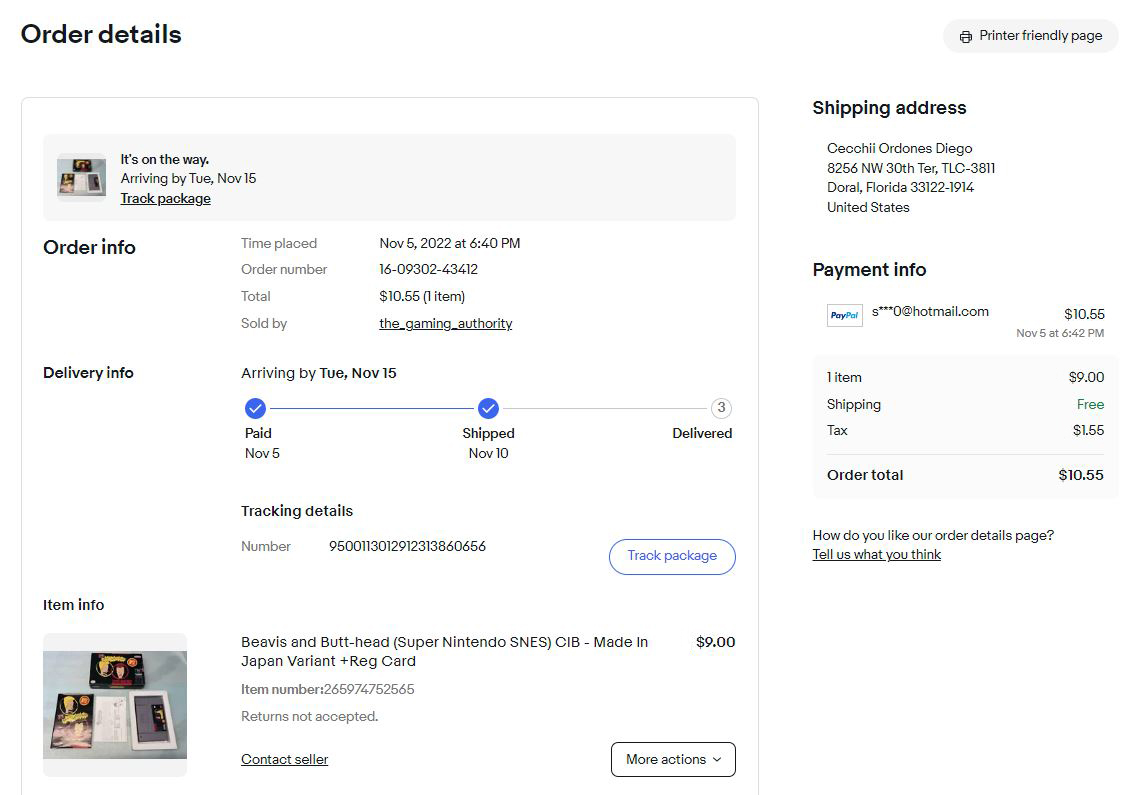 Order details
Printer friendly page
It's on the way.
Arriving by Tue, Nov 15
Track package
Order info
Time placed Nov 5, 2022 at 6:40 PM
Order number 16-09302-43412
Total $10.55 (1 item)
Sold by the_gaming_authority
Delivery info
Arriving by Tue, Nov 15
3
Paid Shipped Delivered
Nov 5 Nov 10
Tracking details
Number 9500113012912313860656
Track package
Item info
Beavis and Butt-head (Super Nintendo SNES) CIB - Made In $9.00
Japan Variant +Reg Card
Item number:265974752565
Returns not accepted.
Contact seller
More actions
Shipping address
Cecchii Ordones Diego
8256 NW 30th Ter, TLC-3811
Doral, Florida 33122-1914
United States
Payment info
PayPal s***0@hotmail.com $10.55
Nov 5 at 6:42 PM
1 item $9.00
Shipping Free
Tax $1.55
Order total $10.55
How do you like our order details page?
Tell us what you think